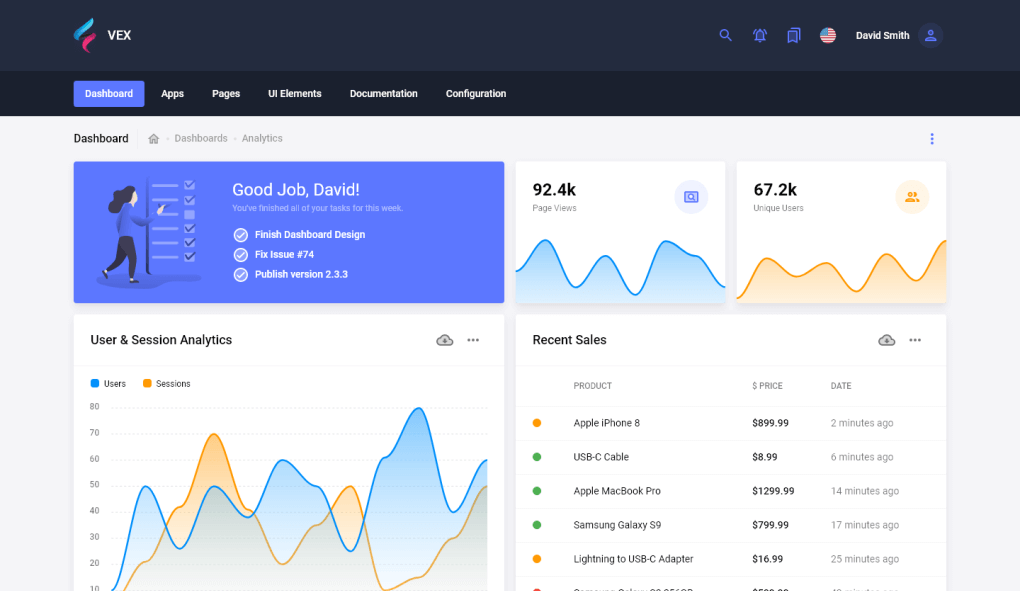 VEX
David Smith
Dashboard Apps Pages UI Elements Documentation Configuration
Dashboard Dashboards Analytics
Good Job, David!
You've finished all of your tasks for this week.
Finish Dashboard Design
Fix Issue #74
Publish version 2.3.3
92.4k
Page Views
67.2k
Unique Users
User & Session Analytics
Users Sessions
80
70
60
50
40
30
20
10
Recent Sales
PRODUCT $ PRICE DATE
Apple iPhone 8 $899.99 2 minutes ago
USB-C Cable $8.99 6 minutes ago
Apple MacBook Pro $1299.99 14 minutes ago
Samsung Galaxy S9 $799.99 17 minutes ago
Lightning to USB-C Adapter $16.99 25 minutes ago